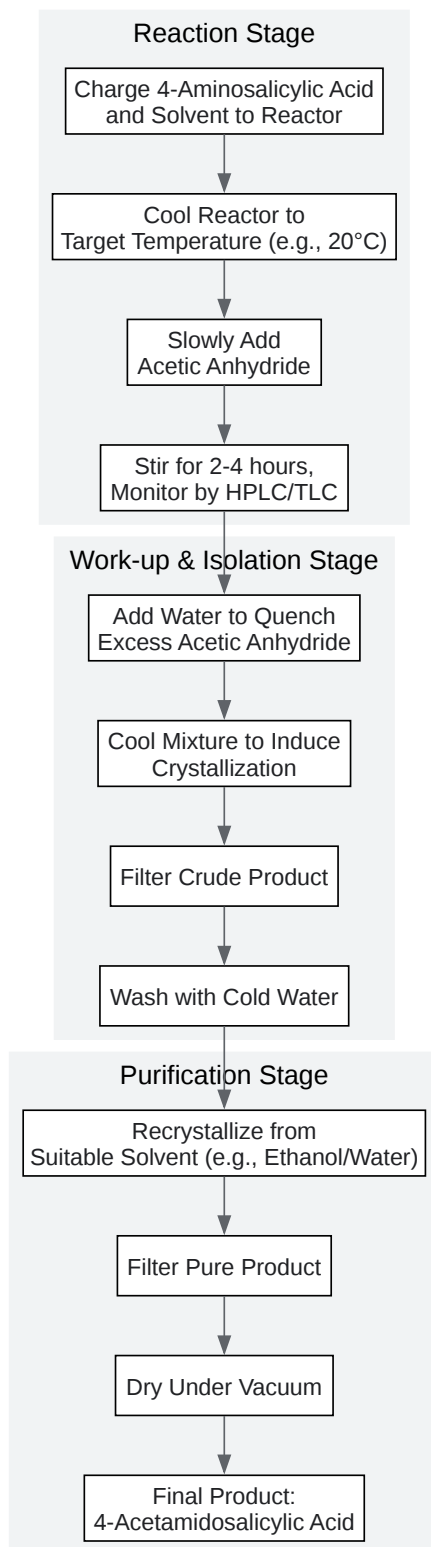 Reaction Stage
Charge 4-Aminosalicylic Acid
and Solvent to Reactor
Cool Reactor to
Target Temperature (e.g., 20°C)
Slowly Add
Acetic Anhydride
Stir for 2-4 hours,
Monitor by HPLC/TLC
Work-up & Isolation Stage
Add Water to Quench
Excess Acetic Anhydride
Cool Mixture to Induce
Crystallization
Filter Crude Product
Wash with Cold Water
Purification Stage
Recrystallize from
Suitable Solvent (e.g., Ethanol/Water)
Filter Pure Product
Dry Under Vacuum
Final Product:
4-Acetamidosalicylic Acid